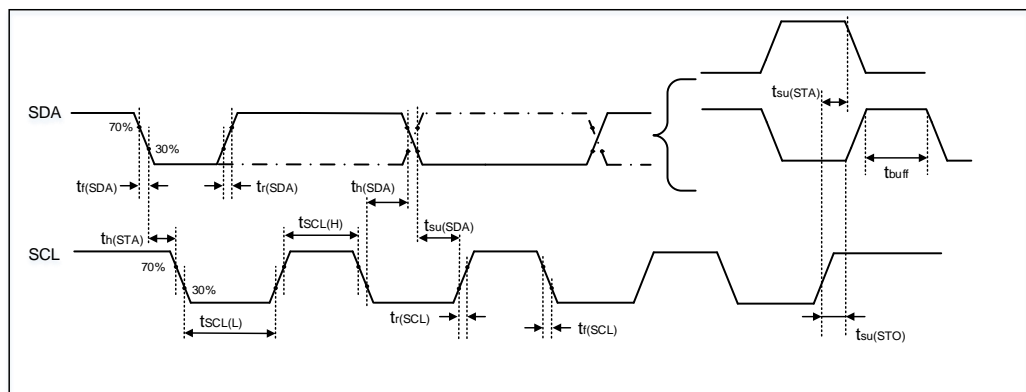 tsu(STA)
SDA
70%
30%
tbuff
tf(SDA)
tr(SDA)
th(SDA)
tSCL(H)
tsu(SDA)
th(STA)
SCL
70%
30%
tSCL(L)
tr(SCL)
tf(SCL)
tsu(STO)